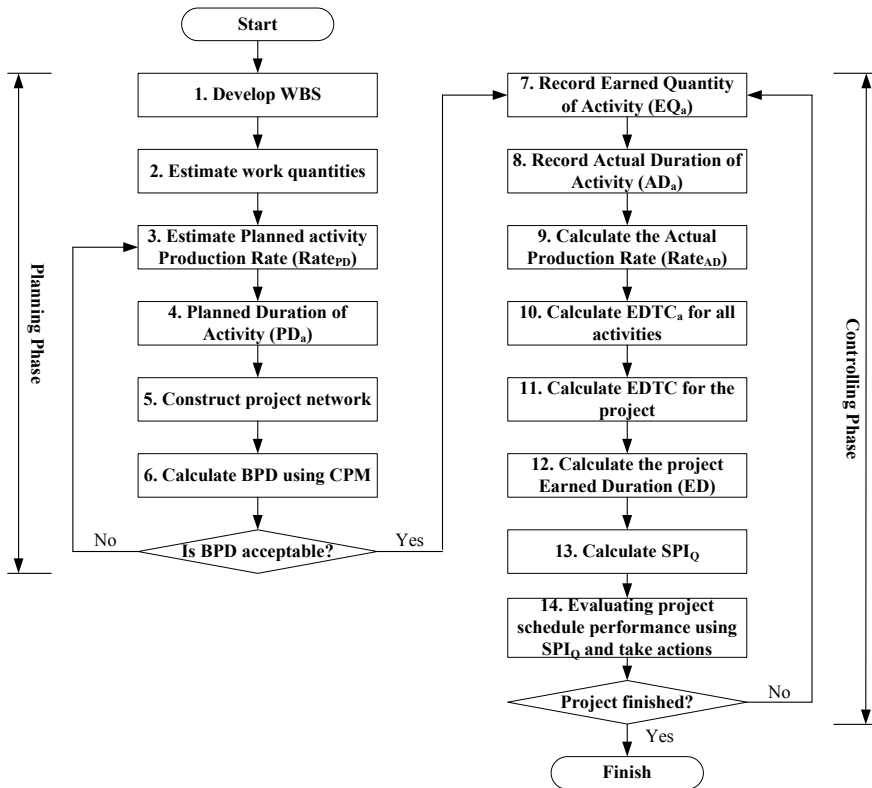 Start
Planning Phase
1. Develop WBS
2. Estimate work quantities
3. Estimate Planned activity
Production Rate (RatePD)
4. Planned Duration of
Activity (PDa)
5. Construct project network
6. Calculate BPD using CPM
No
Is BPD acceptable?
Yes
7. Record Earned Quantity
of Activity (EQa)
8. Record Actual Duration of
Activity (ADa)
9. Calculate the Actual
Production Rate (RateAD)
10. Calculate EDTCa for all
activities
11. Calculate EDTC for the
project
12. Calculate the project
Earned Duration (ED)
13. Calculate SPIQ
14. Evaluating project
schedule performance using
SPIQ and take actions
Project finished?
No
Yes
Finish
Controlling Phase